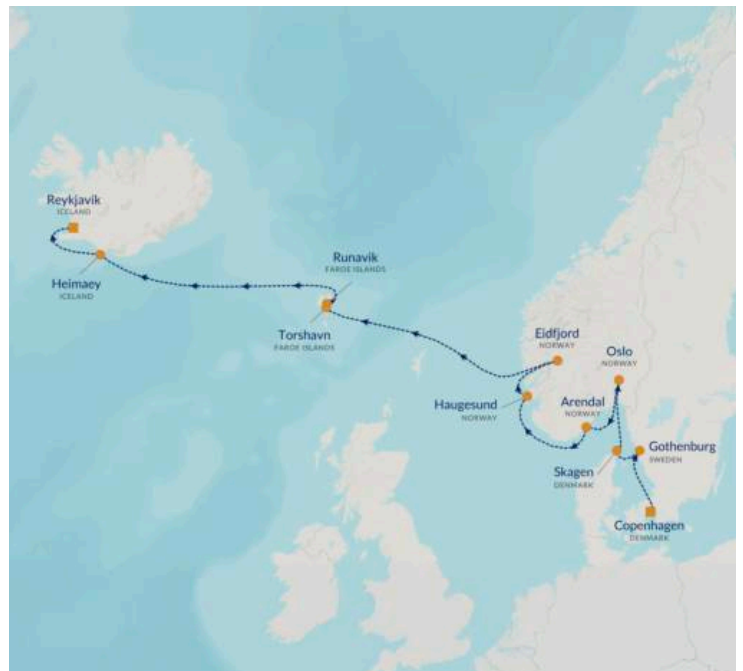 Reykjavik
ICELAND
Heimaey
ICELAND
Runavik
FAROE ISLANDS
Torshavn
FAROE ISLANDS
Eidfjord
NORWAY
Oslo
NORWAY
Haugesund
NORWAY
Arendal
NORWAY
Gothenburg
SWEDEN
Skagen
DENMARK
Copenhagen
DENMARK